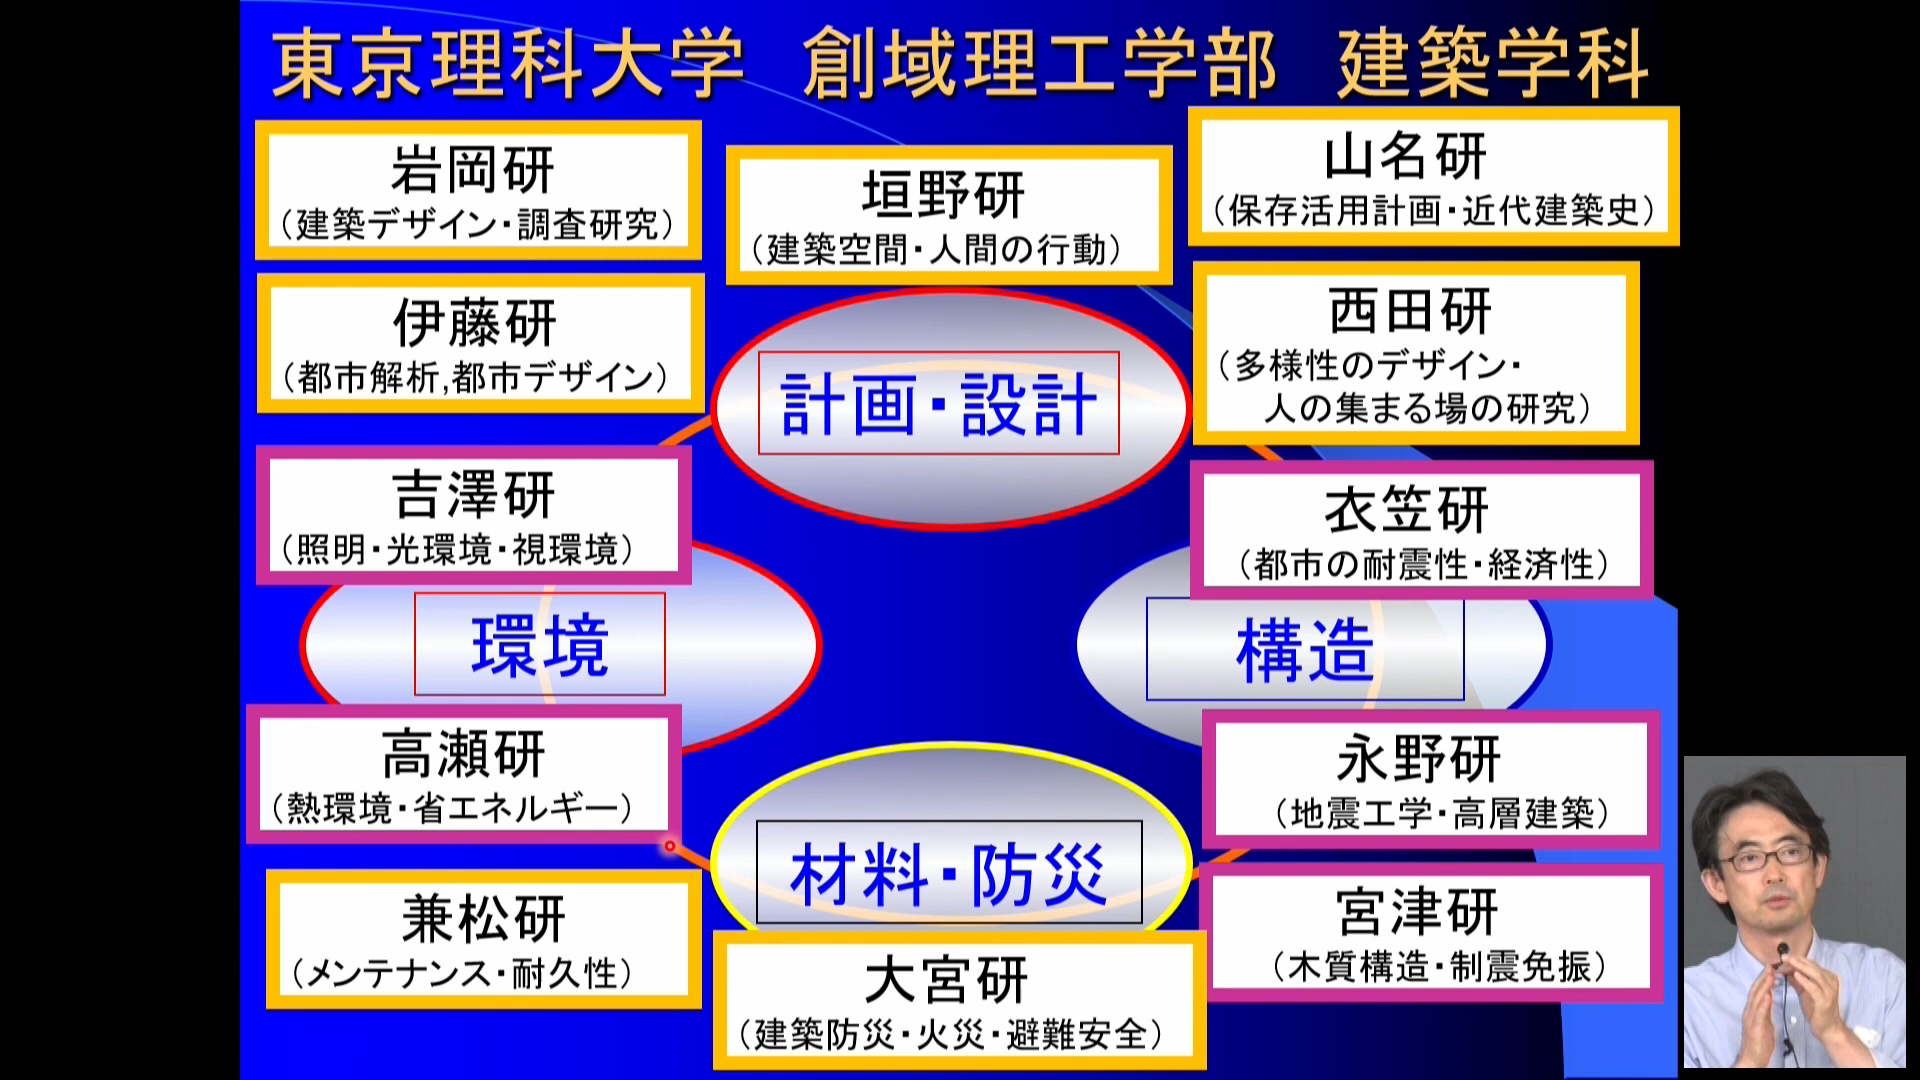 東京理科大学　創域理工学部　建築学科
岩岡研
（建築デザイン・調査研究）
垣野研
（建築空間・人間の行動）
山名研
（保存活用計画・近代建築史）
伊藤研
（都市解析,都市デザイン）
西田研
（多様性のデザイン・
人の集まる場の研究）
計画・設計
吉澤研
（照明・光環境・視環境）
衣笠研
（都市の耐震性・経済性）
環境
構造
高瀬研
（熱環境・省エネルギー）
永野研
（地震工学・高層建築）
材料・防災
兼松研
（メンテナンス・耐久性）
宮津研
（木質構造・制震免振）
大宮研
（建築防災・火災・避難安全）